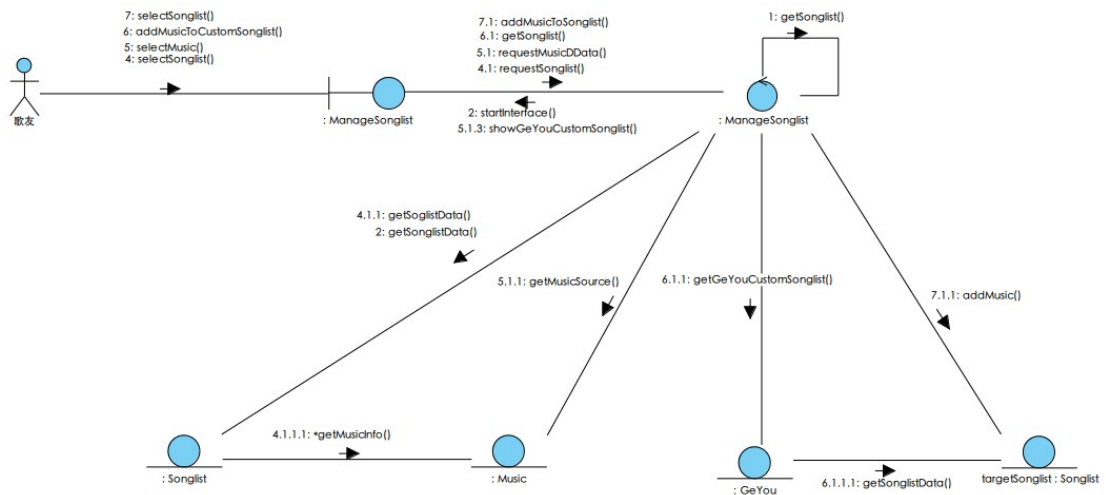 7: selectSonglist()
6: addMusicToCustomSonglist()
5: selectMusic()
4: selectSonglist()
7.1: addMusicToSonglist()
6.1: getSonglist()
5.1: requestMusicDData()
4.1: requestSonglist()
1: getSonglist()
歌友
: ManageSonglist
2: startInterface()
5.1.3: showGeYouCustomSonglist()
: ManageSonglist
4.1.1: getSoglistData()
2: getSonglistData()
5.1.1: getMusicSource()
6.1.1: getGeYouCustomSonglist()
7.1.1: addMusic()
4.1.1.1: *getMusicInfo()
: Songlist
: Music
: GeYou
6.1.1.1: getSonglistData()
targetSonglist : Songlist